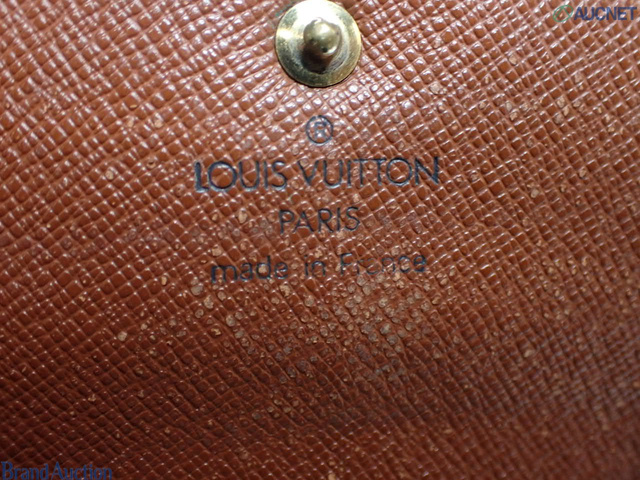 AUCNET
®
LOUIS VUITTON
PARIS
made in France
Brand Auction